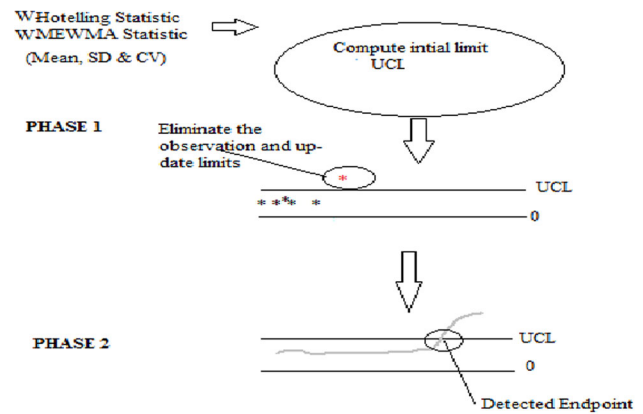 WHotelling Statistic
WMEWMA Statistic
(Mean, SD & CV)
Compute intial limit
UCL
PHASE 1
Eliminate the
observation and up-
date limits
UCL
0
PHASE 2
UCL
0
Detected Endpoint